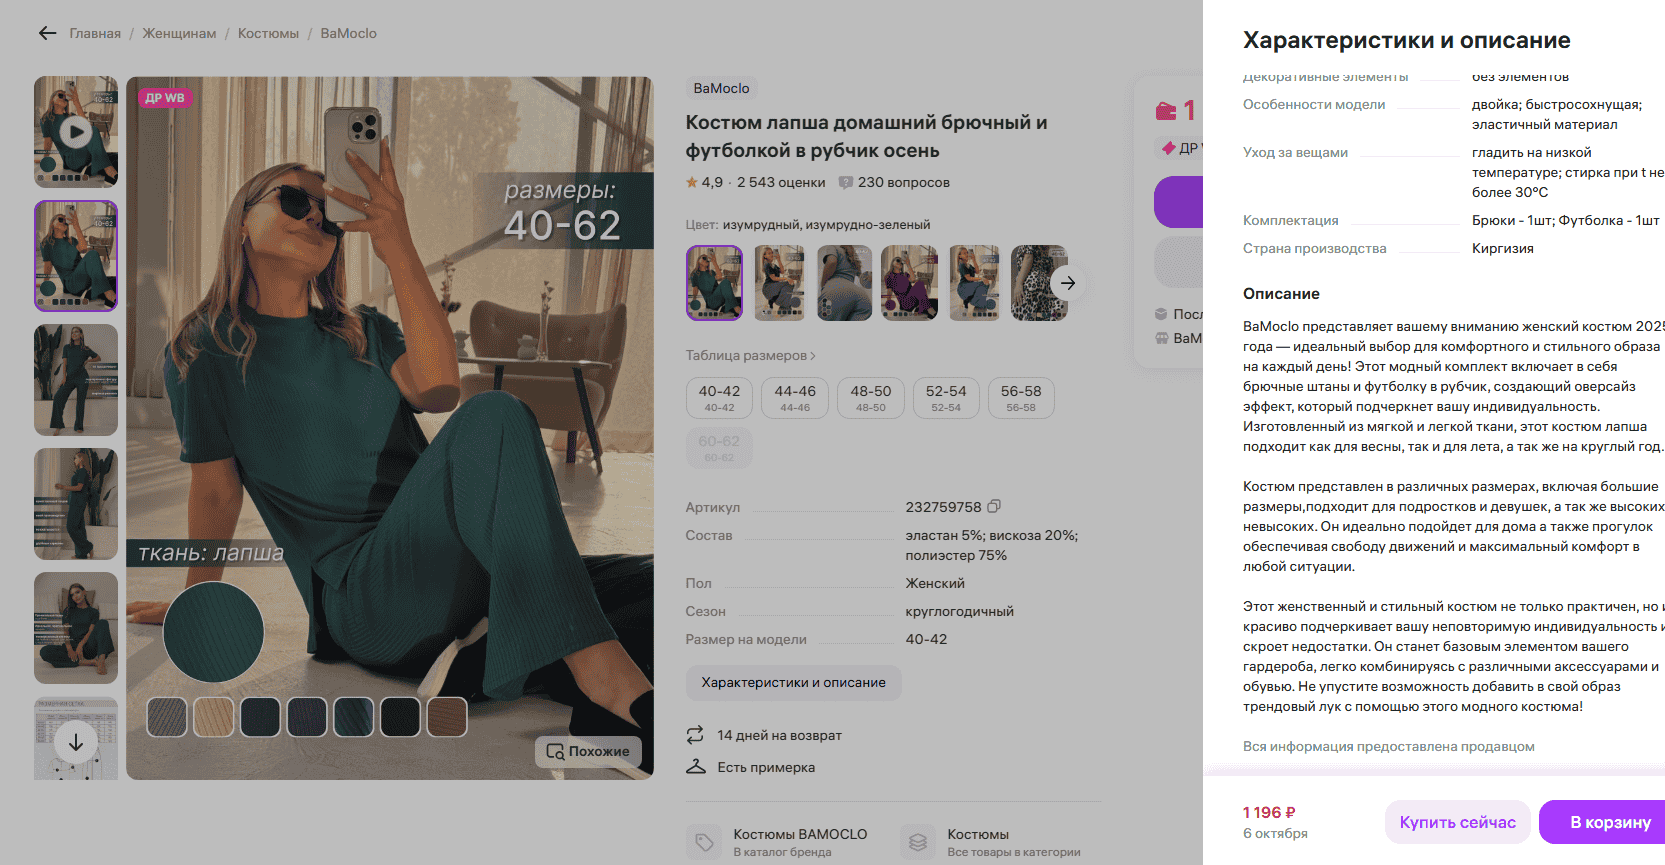 Главная / Женщинам / Костюмы / BaMoclo
ДР WB
размеры:
40-62
ткань: лапша
Похожие
BaMoclo
Костюм лапша домашний брючный и
футболкой в рубчик осень
4,9 · 2 543 оценки 230 вопросов
Цвет: изумрудный, изумрудно-зеленый
Таблица размеров >
40-42 44-46 48-50 52-54 56-58
40-42 44-46 48-50 52-54 56-58
60-62
60-62
Артикул 232759758
Состав эластан 5%; вискоза 20%;
полиэстер 75%
Пол Женский
Сезон круглогодичный
Размер на модели 40-42
Характеристики и описание
14 дней на возврат
Есть примерка
Костюмы BAMOCLO
В каталог бренда
Костюмы
Все товары в категории
1
ДР
Посл
BaM
Характеристики и описание
Декоративные элементы без элементов
Особенности модели двойка; быстросохнущая;
эластичный материал
Уход за вещами гладить на низкой
температуре; стирка при t не
более 30°C
Комплектация Брюки - 1шт; Футболка - 1шт
Страна производства Киргизия
Описание
BaMoclo представляет вашему вниманию женский костюм 2025
года — идеальный выбор для комфортного и стильного образа
на каждый день! Этот модный комплект включает в себя
брючные штаны и футболку в рубчик, создающий оверсайз
эффект, который подчеркнет вашу индивидуальность.
Изготовленный из мягкой и легкой ткани, этот костюм лапша
подходит как для весны, так и для лета, а так же на круглый год.
Костюм представлен в различных размерах, включая большие
размеры,подходит для подростков и девушек, а так же высоких
невысоких. Он идеально подойдет для дома а также прогулок
обеспечивая свободу движений и максимальный комфорт в
любой ситуации.
Этот женственный и стильный костюм не только практичен, но и
красиво подчеркивает вашу неповторимую индивидуальность и
скроет недостатки. Он станет базовым элементом вашего
гардероба, легко комбинируясь с различными аксессуарами и
обувью. Не упустите возможность добавить в свой образ
трендовый лук с помощью этого модного костюма!
Вся информация предоставлена продавцом
1 196 ₽
6 октября
Купить сейчас
В корзину